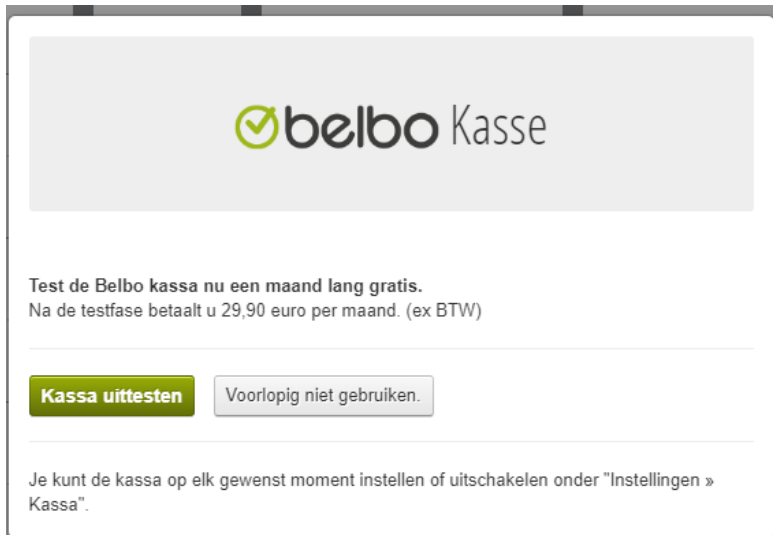 belbo Kasse
Test de Belbo kassa nu een maand lang gratis.
Na de testfase betaalt u 29,90 euro per maand. (ex BTW)
Kassa uittesten
Voorlopig niet gebruiken.
Je kunt de kassa op elk gewenst moment instellen of uitschakelen onder "Instellingen »
Kassa".